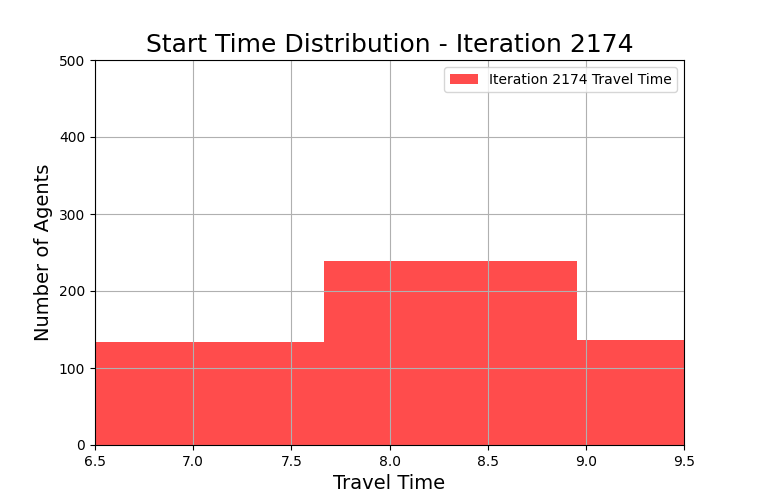 Start Time Distribution - Iteration 2174
Iteration 2174 Travel Time
Number of Agents
500
400
300
200
100
0
6.5 7.0 7.5 8.0 8.5 9.0 9.5
Travel Time